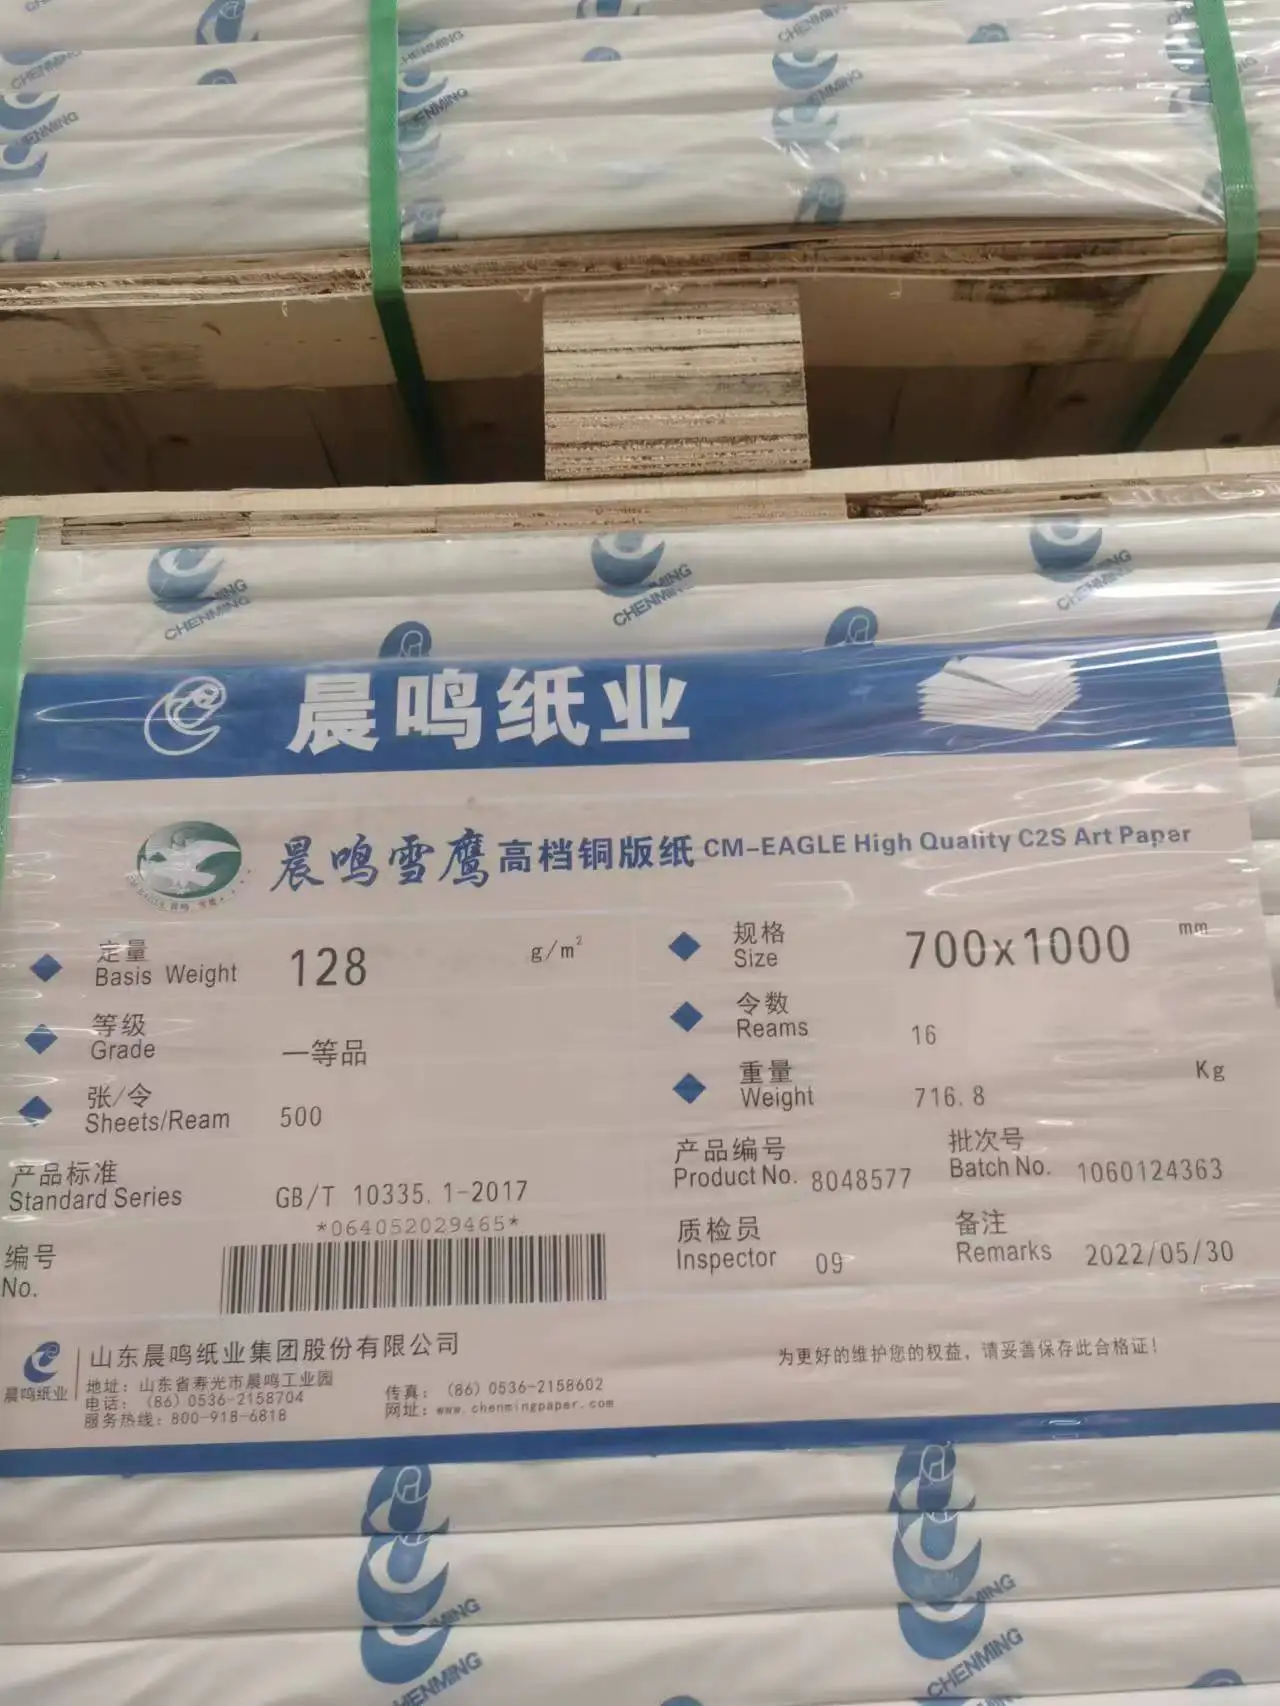 CHENMING
CHENMING
CHENMING
CHENMING
CHENMING
CHENMING
晨鸣纸业
晨鸣雪鹰高档铜版纸 CM-EAGLE High Quality C2S Art Paper
定量 Basis Weight 128 g/m²
规格 Size 700x1000 mm
等级 Grade 一等品
令数 Reams 16
张/令 Sheets/Ream 500
重量 Weight 716.8 Kg
产品标准 Standard Series GB/T 10335.1-2017
产品编号 Product No. 8048577
批次号 Batch No. 1060124363
*064052029465*
编号 No.
质检员 Inspector 09
备注 Remarks 2022/05/30
晨鸣纸业
山东晨鸣纸业集团股份有限公司
地址：山东省寿光市晨鸣工业园
电话：(86)0536-2158704
传真：(86)0536-2158602
服务热线：800-918-6818
网址：www.chenmingpaper.com
为更好的维护您的权益，请妥善保存此合格证！
CHENMING
CHENMING